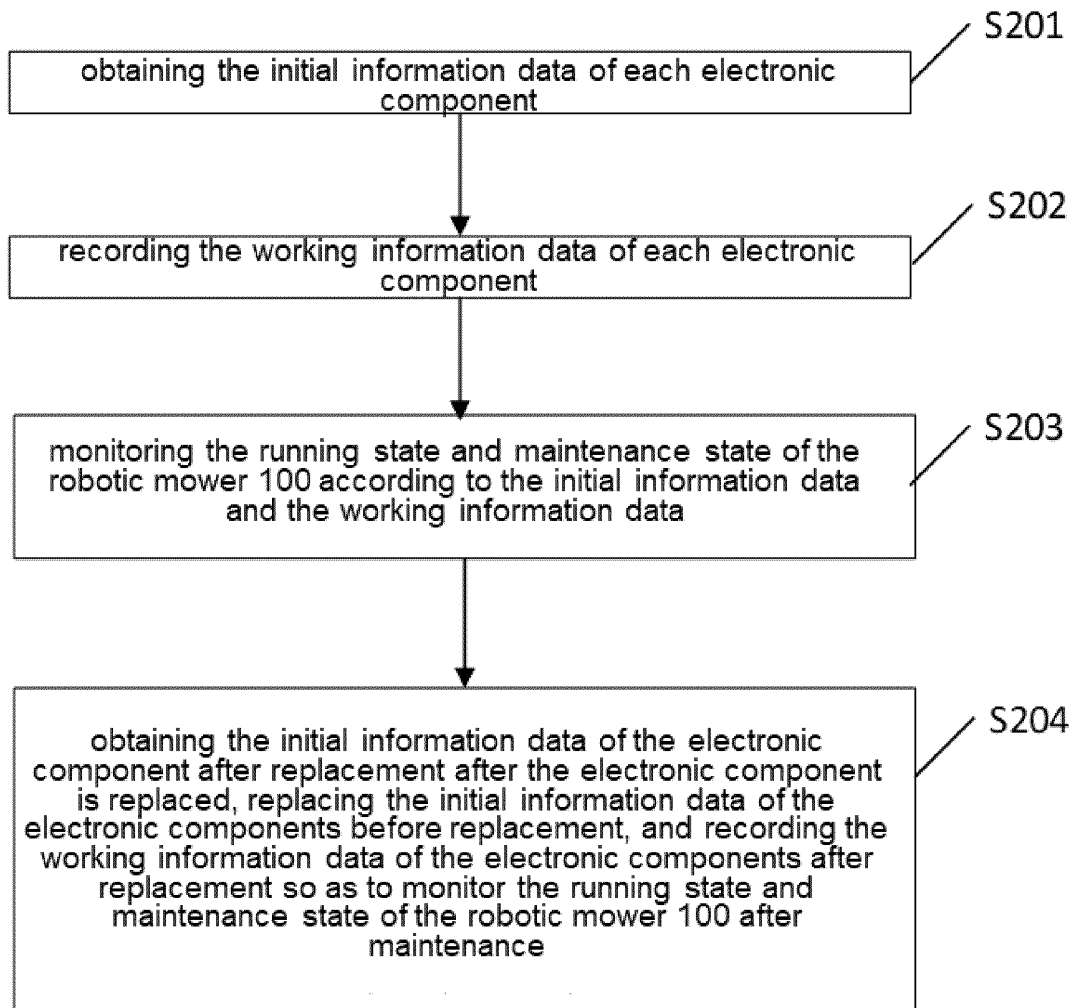 S201
obtaining the initial information data of each electronic
component
S202
recording the working information data of each electronic
component
S203
monitoring the running state and maintenance state of the
robotic mower 100 according to the initial information data
and the working information data
S204
obtaining the initial information data of the electronic
component after replacement after the electronic component
is replaced, replacing the initial information data of the
electronic components before replacement, and recording the
working information data of the electronic components after
replacement so as to monitor the running state and
maintenance state of the robotic mower 100 after
maintenance